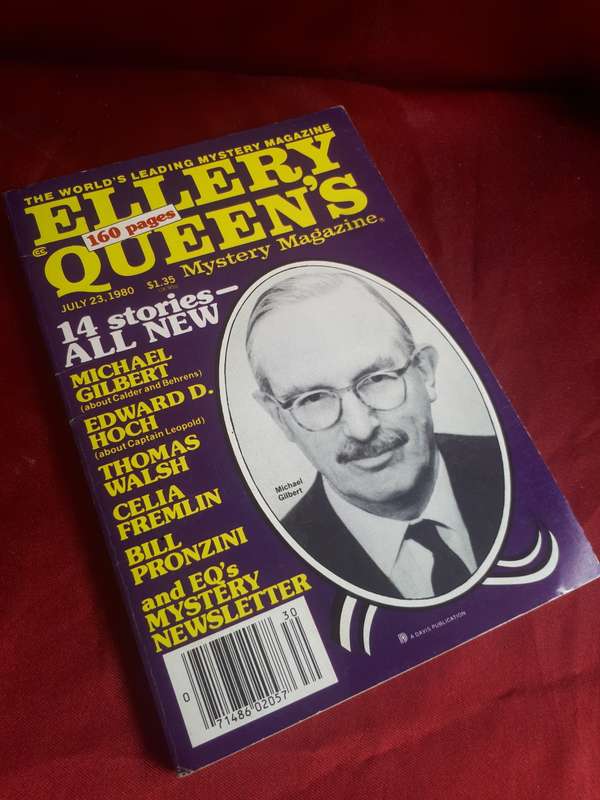 THE WORLD'S LEADING MYSTERY MAGAZINE
ELLERY
160 pages
QUEEN'S
Mystery Magazine®
JULY 23, 1980 $1.35
14 stories—
ALL NEW
MICHAEL
GILBERT
(about Calder and Behrens)
EDWARD D.
HOCH
(about Captain Leopold)
THOMAS
WALSH
CELIA
FREMLIN
BILL
PRONZINI
and EQ's
MYSTERY
NEWSLETTER
Michael
Gilbert
30
0 71486 02057
A DAVIS PUBLICATION